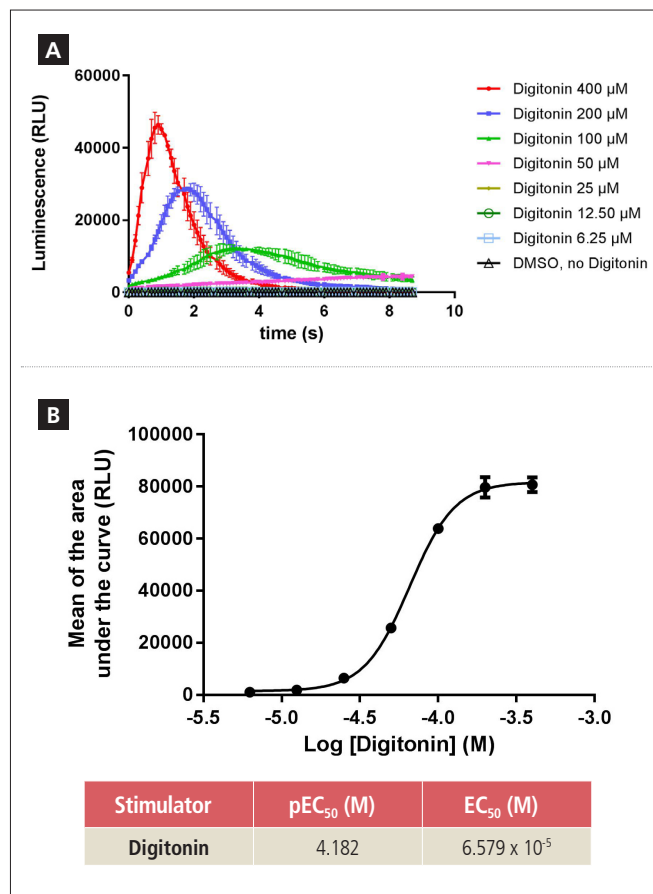 A
60000
40000
20000
0
Luminescence (RLU)
0 2 4 6 8 10
time (s)
Digitonin 400 µM
Digitonin 200 µM
Digitonin 100 µM
Digitonin 50 µM
Digitonin 25 µM
Digitonin 12.50 µM
Digitonin 6.25 µM
DMSO, no Digitonin
B
100000
80000
60000
40000
20000
0
Mean of the area
under the curve (RLU)
-5.5 -5.0 -4.5 -4.0 -3.5 -3.0
Log [Digitonin] (M)
Stimulator pEC₅₀ (M) EC₅₀ (M)
Digitonin 4.182 6.579 x 10⁻⁵